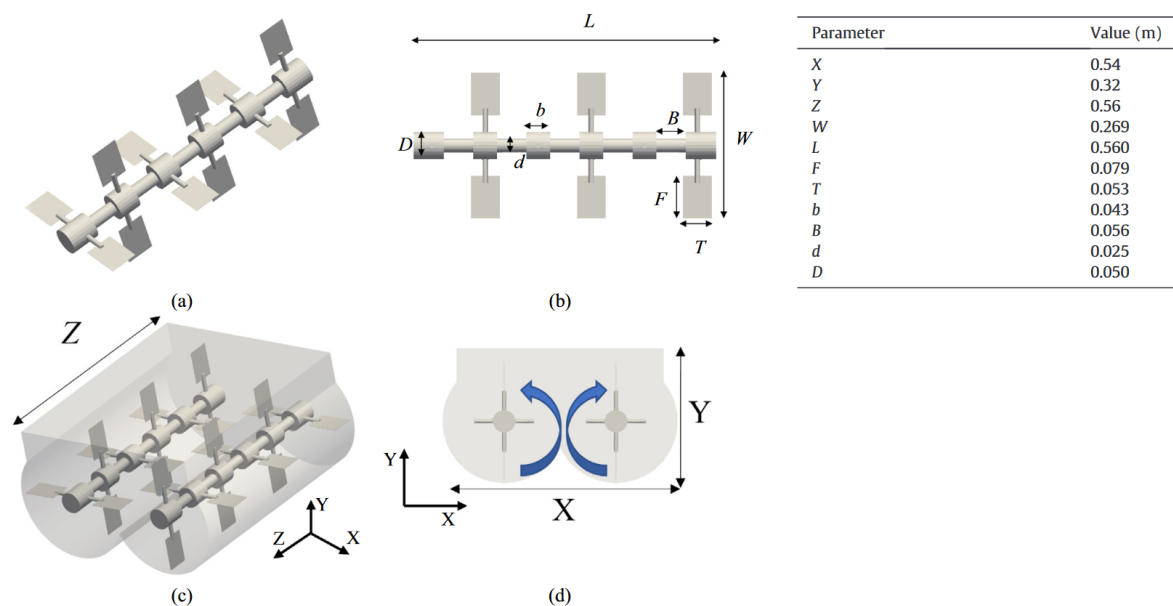 L
b
B
D
d
W
F
T
(a)
(b)
Parameter Value (m)
X 0.54
Y 0.32
Z 0.56
W 0.269
L 0.560
F 0.079
T 0.053
b 0.043
B 0.056
d 0.025
D 0.050
Z
Y
Z
X
(c)
Y
Y
X
X
(d)